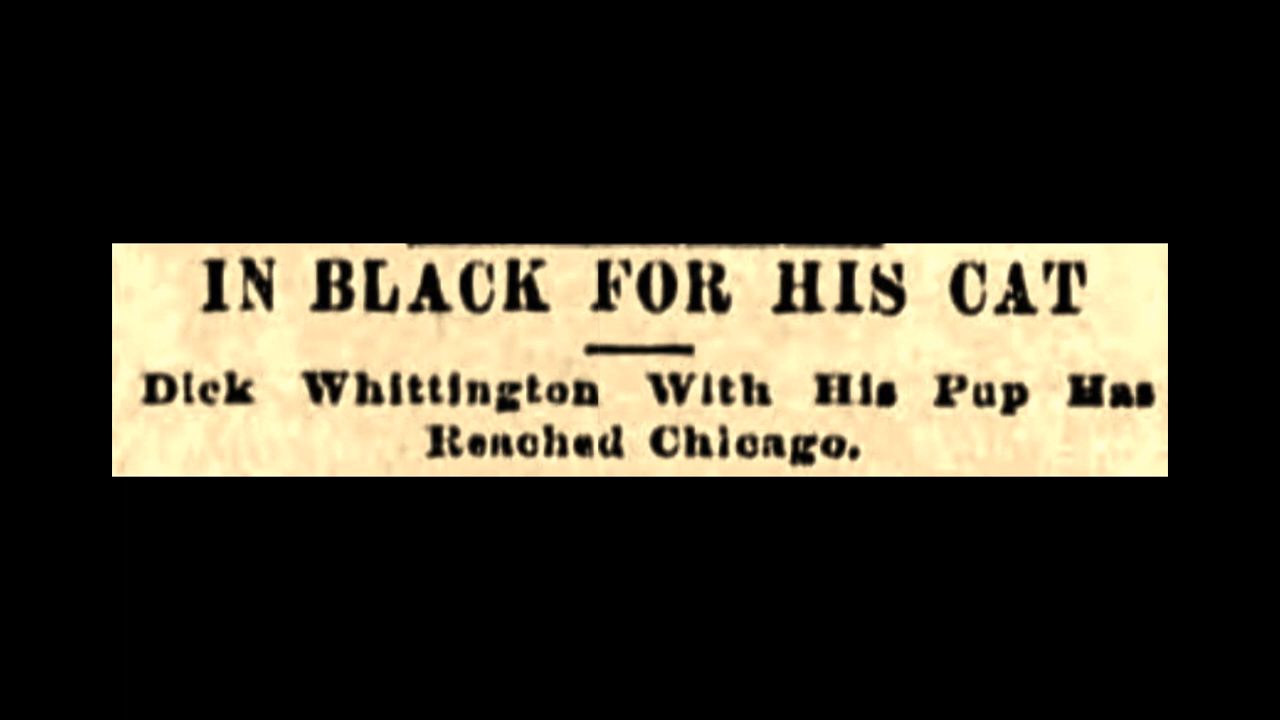 IN BLACK FOR HIS CAT
Dick Whittington With His Pup Has
Reached Chicago.